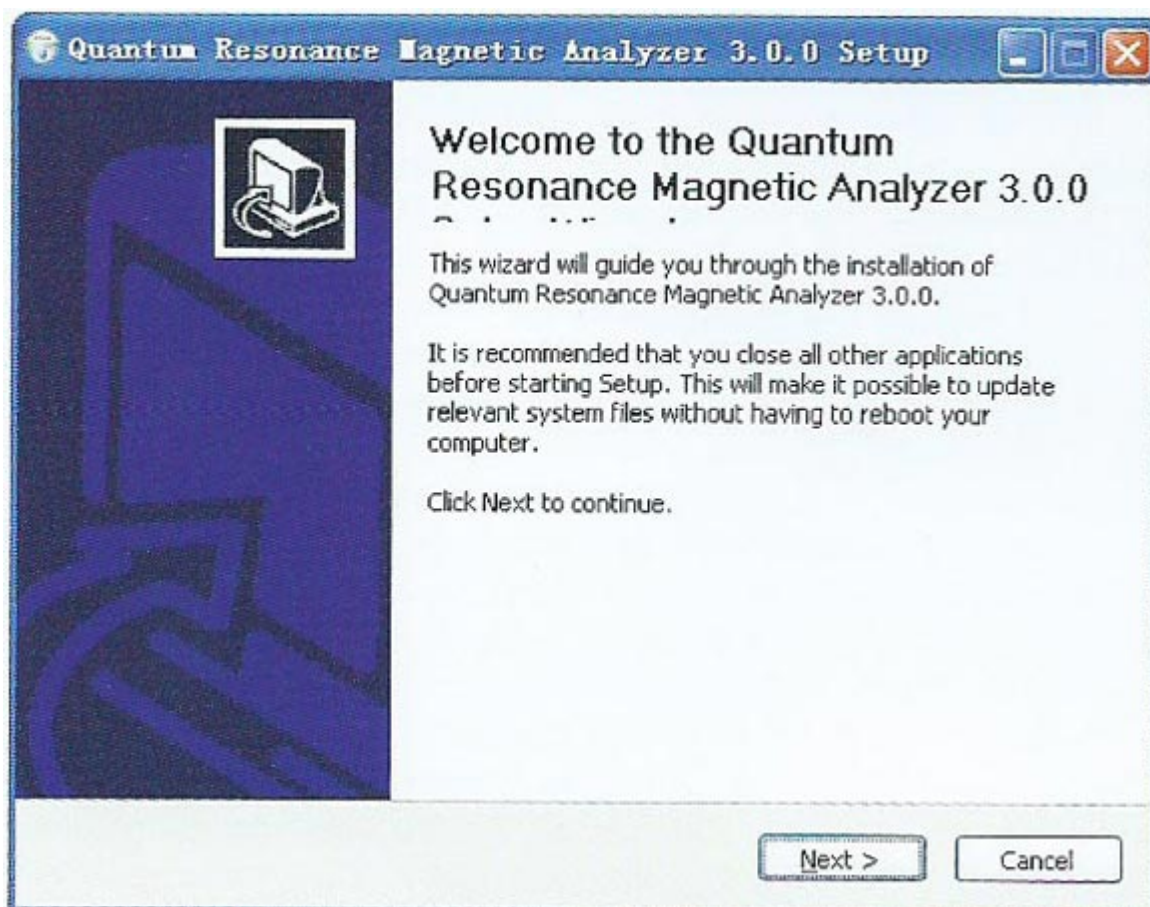 Quantum Resonance Magnetic Analyzer 3.0.0 Setup
Welcome to the Quantum
Resonance Magnetic Analyzer 3.0.0
This wizard will guide you through the installation of
Quantum Resonance Magnetic Analyzer 3.0.0.
It is recommended that you close all other applications
before starting Setup. This will make it possible to update
relevant system files without having to reboot your
computer.
Click Next to continue.
Next >
Cancel